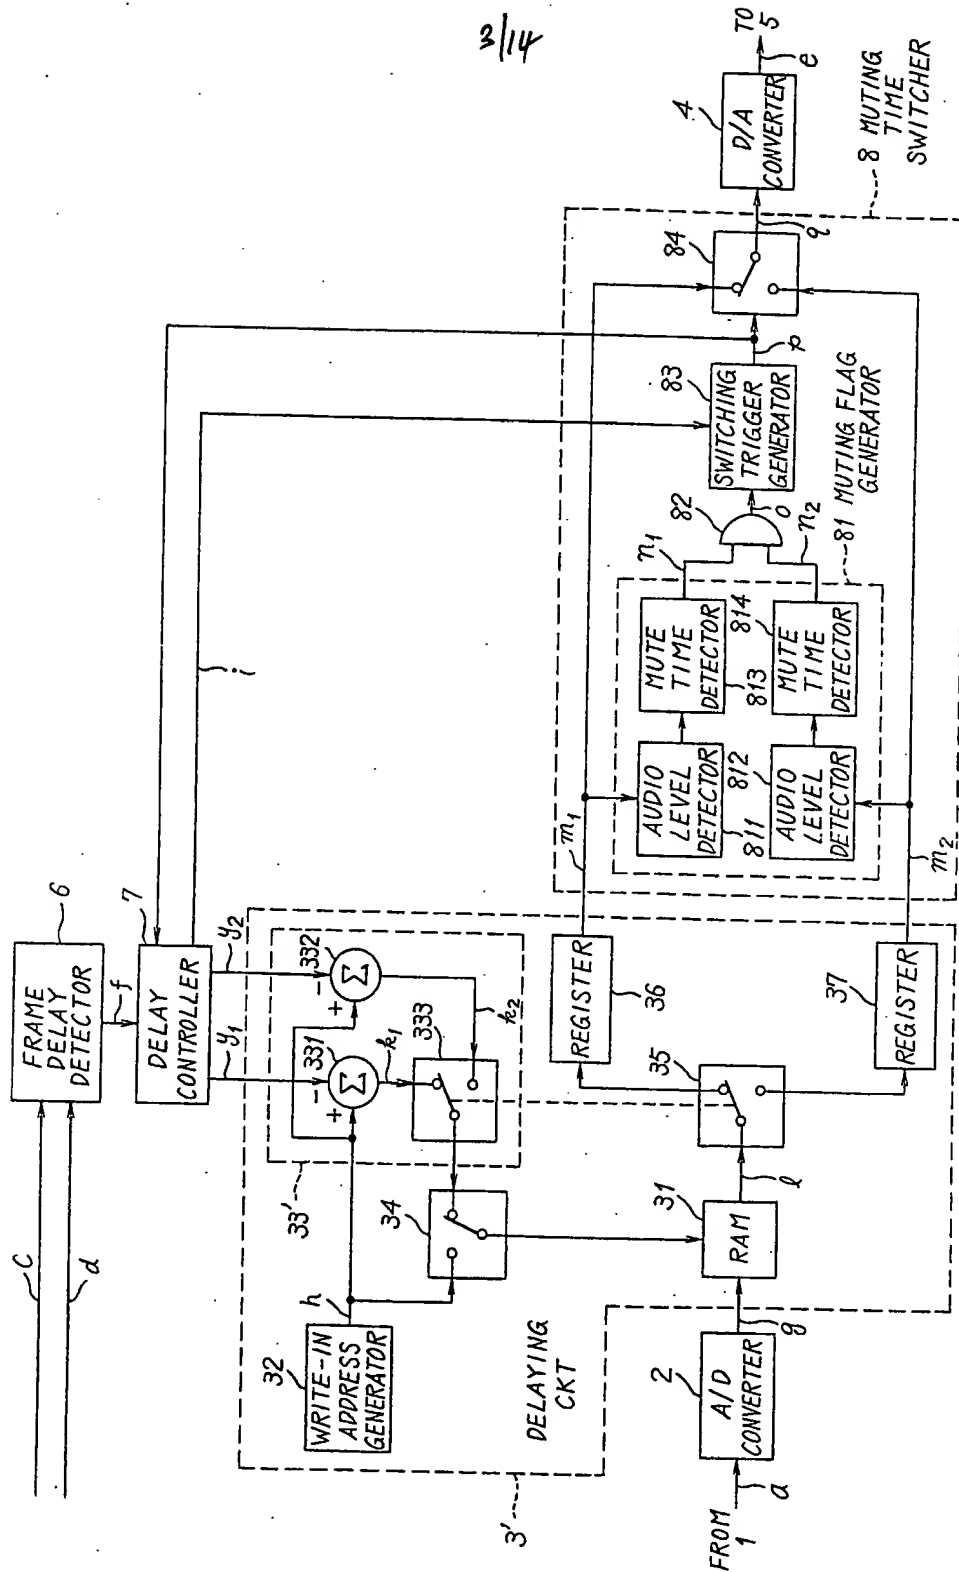 3/14
C
d
FRAME
DELAY
DETECTOR
6
f
DELAY
CONTROLLER
7
y1
y2
i
32
WRITE-IN
ADDRESS
GENERATOR
h
33'
331
332
+
-
+
-
Σ
Σ
k1
k2
333
34
3'
DELAYING
CKT
FROM
1
a
2
A/D
CONVERTER
g
31
RAM
l
35
REGISTER
36
REGISTER
37
m1
m2
AUDIO
LEVEL
DETECTOR
811
AUDIO
LEVEL
DETECTOR
812
MUTE
TIME
DETECTOR
813
MUTE
TIME
DETECTOR
814
n1
n2
82
o
81 MUTING FLAG
GENERATOR
83
SWITCHING
TRIGGER
GENERATOR
p
84
q
8 MUTING
TIME
SWITCHER
4
D/A
CONVERTER
e
TO
5